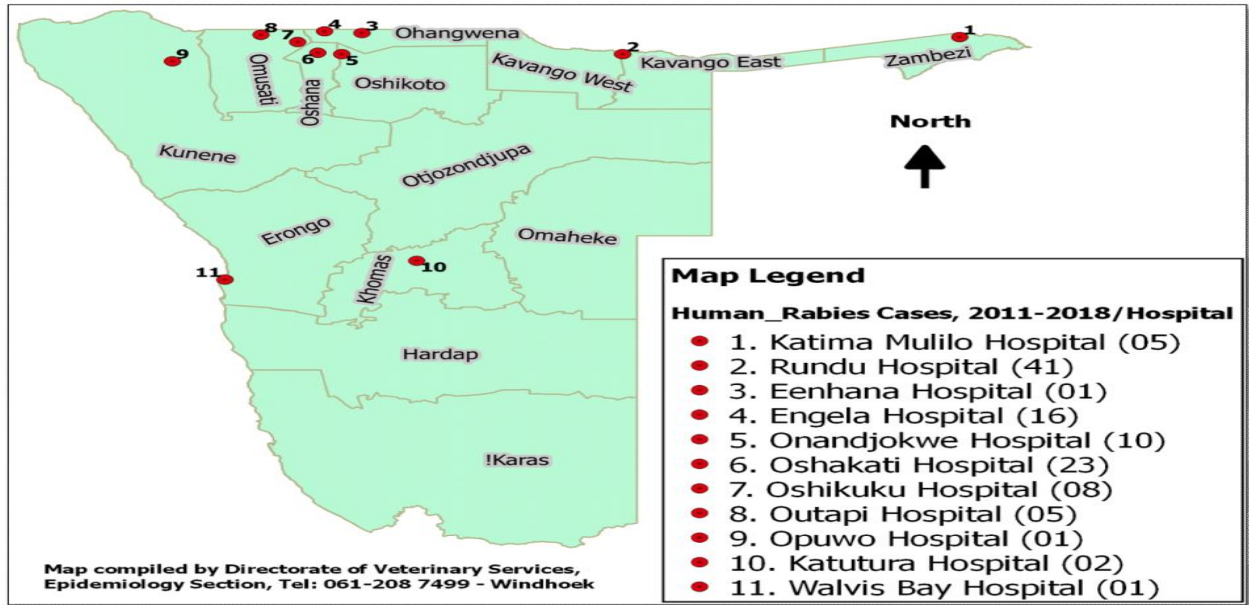 8
4
3
Ohangwena
1
7
2
9
6
5
Kavango West
Kavango East
Zambezi
Omusati
Oshana
Oshikoto
North
Kunene
Otjozondjupa
Erongo
Omaheke
Khomas
10
11
Hardap
!Karas
Map Legend
Human_Rabies Cases, 2011-2018/Hospital
1. Katima Mulilo Hospital (05)
2. Rundu Hospital (41)
3. Eenhana Hospital (01)
4. Engela Hospital (16)
5. Onandjokwe Hospital (10)
6. Oshakati Hospital (23)
7. Oshikuku Hospital (08)
8. Outapi Hospital (05)
9. Opuwo Hospital (01)
10. Katutura Hospital (02)
11. Walvis Bay Hospital (01)
Map compiled by Directorate of Veterinary Services,
Epidemiology Section, Tel: 061-208 7499 - Windhoek